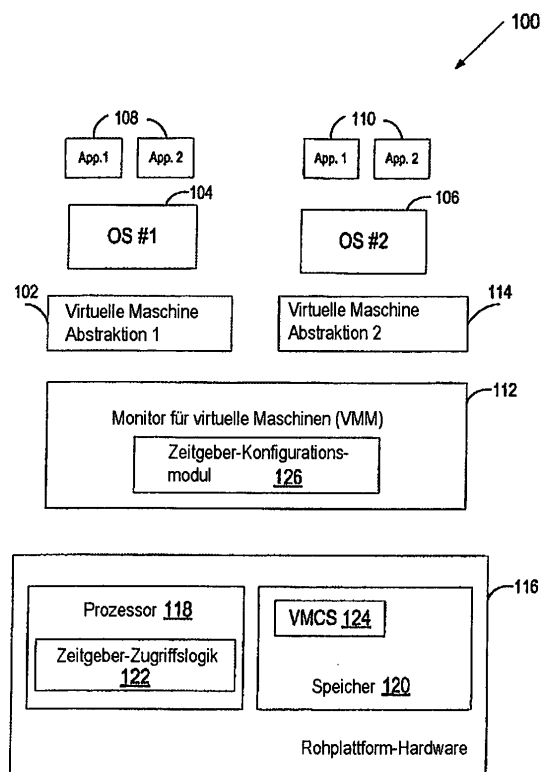 100
108
110
App.1
App. 2
App. 1
App. 2
104
106
OS #1
OS #2
102
114
Virtuelle Maschine
Abstraktion 1
Virtuelle Maschine
Abstraktion 2
112
Monitor für virtuelle Maschinen (VMM)
Zeitgeber-Konfigurations-
modul 126
116
Prozessor 118
Zeitgeber-Zugriffslogik
122
VMCS 124
Speicher 120
Rohplattform-Hardware